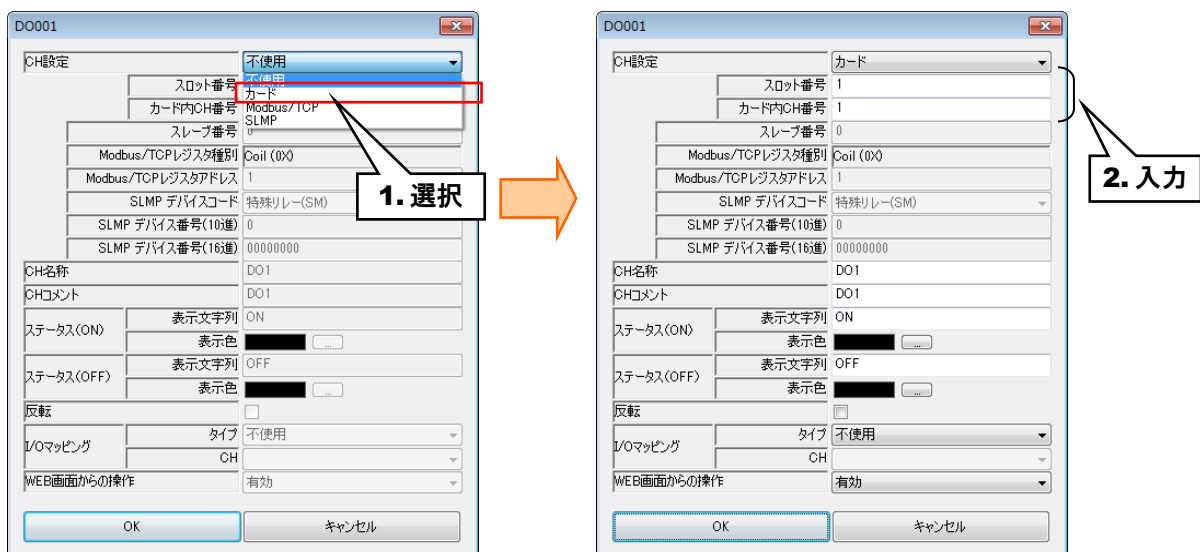 DO001
CH設定 不使用
不使用
スロット番号 カード
カード内CH番号 Modbus/TCP
SLMP
スレーブ番号 0
Modbus/TCPレジスタ種別 Coil (0X)
Modbus/TCPレジスタアドレス 1
SLMP デバイスコード 特殊リレー(SM)
SLMP デバイス番号(10進) 0
SLMP デバイス番号(16進) 00000000
CH名称 DO1
CHコメント DO1
ステータス(ON) 表示文字列 ON
表示色 ...
ステータス(OFF) 表示文字列 OFF
表示色 ...
反転
I/Oマッピング タイプ 不使用
CH
WEB画面からの操作 有効
OK キャンセル
1. 選択
DO001
CH設定 カード
スロット番号 1
カード内CH番号 1
スレーブ番号 0
Modbus/TCPレジスタ種別 Coil (0X)
Modbus/TCPレジスタアドレス 1
SLMP デバイスコード 特殊リレー(SM)
SLMP デバイス番号(10進) 0
SLMP デバイス番号(16進) 00000000
CH名称 DO1
CHコメント DO1
ステータス(ON) 表示文字列 ON
表示色 ...
ステータス(OFF) 表示文字列 OFF
表示色 ...
反転
I/Oマッピング タイプ 不使用
CH
WEB画面からの操作 有効
OK キャンセル
2. 入力